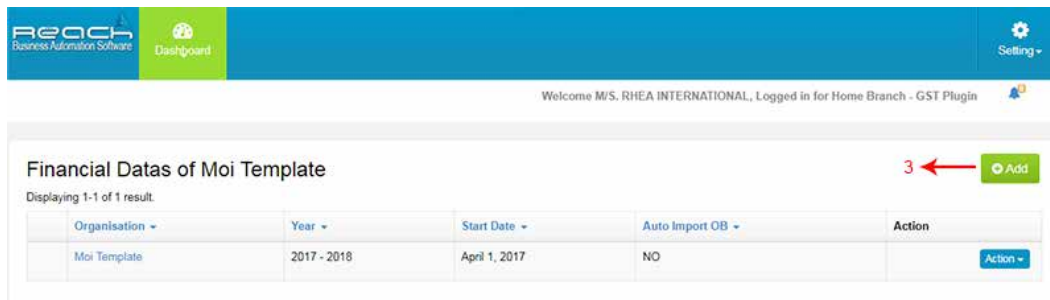 Reach
Business Automation Software
Dashboard
Setting
Welcome M/S. RHEA INTERNATIONAL, Logged in for Home Branch - GST Plugin
Financial Datas of Moi Template
3
Add
Displaying 1-1 of 1 result.
Organisation Year Start Date Auto Import OB Action
Moi Template 2017 - 2018 April 1, 2017 NO Action